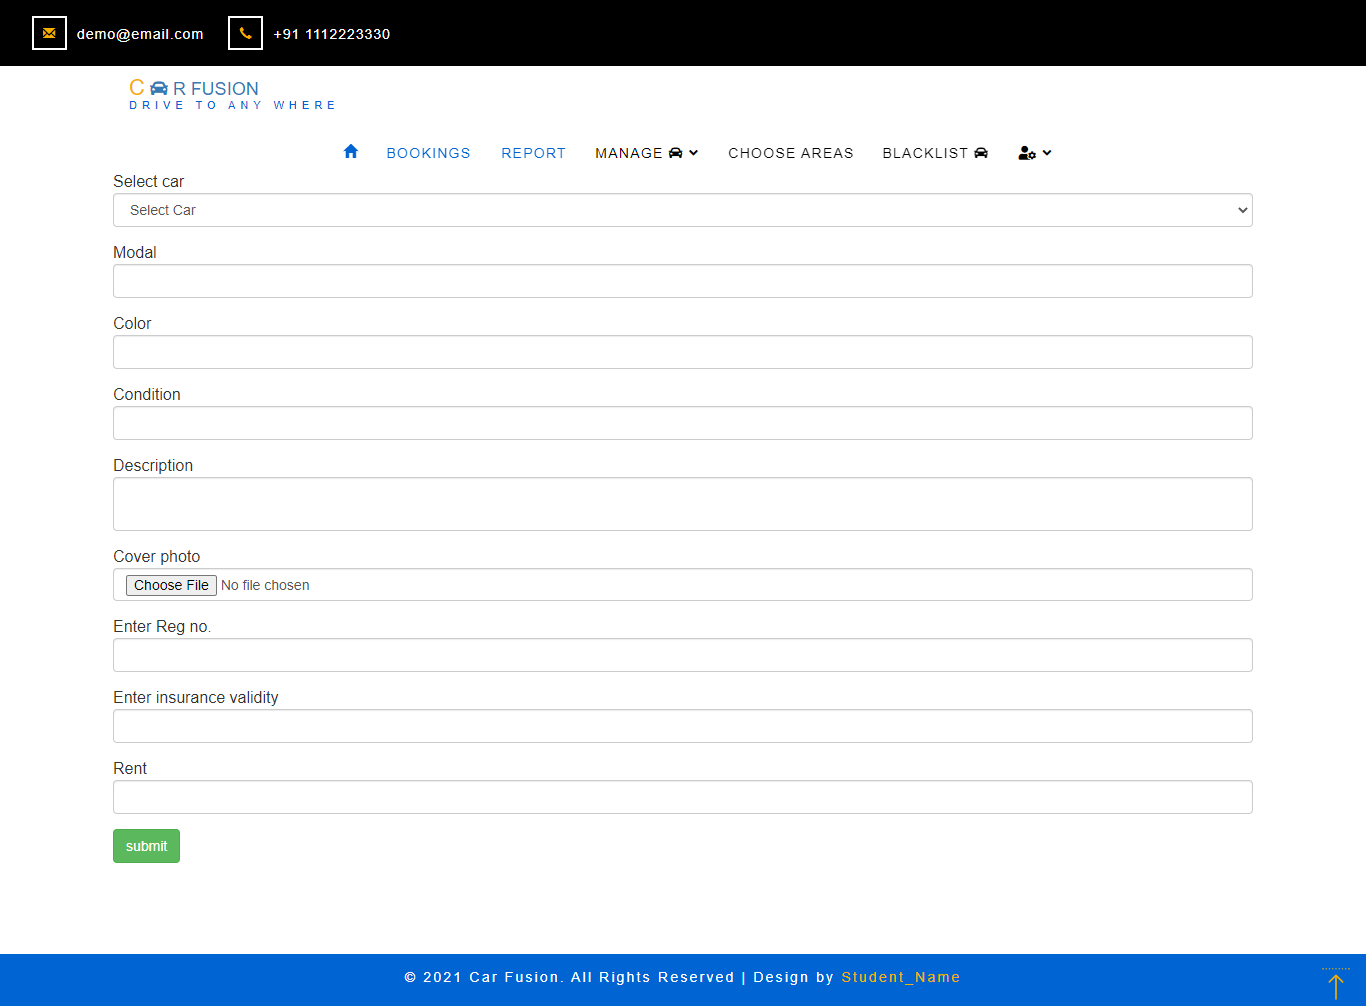 demo@email.com +91 1112223330
C R FUSION
DRIVE TO ANY WHERE
BOOKINGS REPORT MANAGE CHOOSE AREAS BLACKLIST
Select car
Select Car
Modal
Color
Condition
Description
Cover photo
Choose File No file chosen
Enter Reg no.
Enter insurance validity
Rent
submit
© 2021 Car Fusion. All Rights Reserved | Design by Student_Name